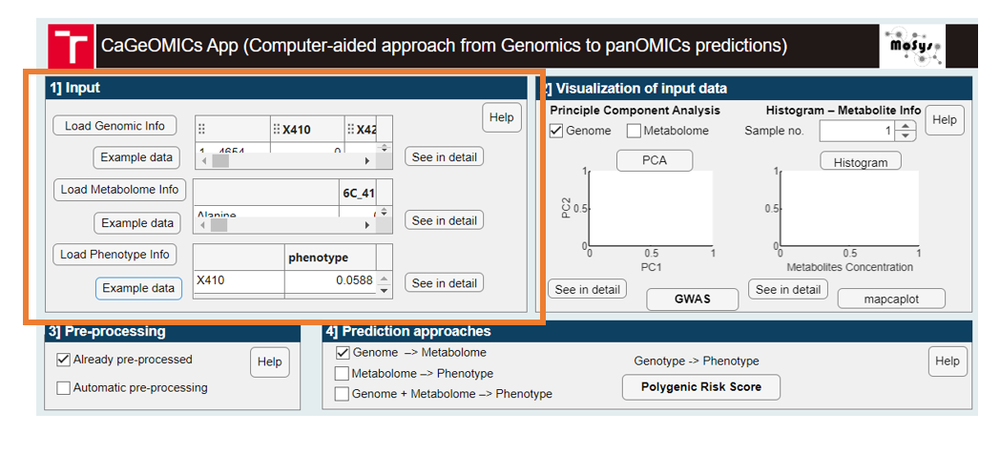 CaGeOMICs App (Computer-aided approach from Genomics to panOMICs predictions)
MoSys
1] Input
Load Genomic Info
X410
X42
Help
1 4654
0
Example data
See in detail
Load Metabolome Info
6C_41
Alanine
Example data
See in detail
Load Phenotype Info
phenotype
X410
0.0588
Example data
See in detail
2] Visualization of input data
Principle Component Analysis
Histogram – Metabolite Info
Help
Genome
Metabolome
Sample no.
1
PCA
Histogram
1
0.5
0
PC2
0
0.5
1
PC1
1
0.5
0
0
0.5
1
Metabolites Concentration
See in detail
GWAS
See in detail
mapcaplot
3] Pre-processing
Already pre-processed
Help
Automatic pre-processing
4] Prediction approaches
Genome –> Metabolome
Metabolome –> Phenotype
Genome + Metabolome –> Phenotype
Genotype -> Phenotype
Polygenic Risk Score
Help